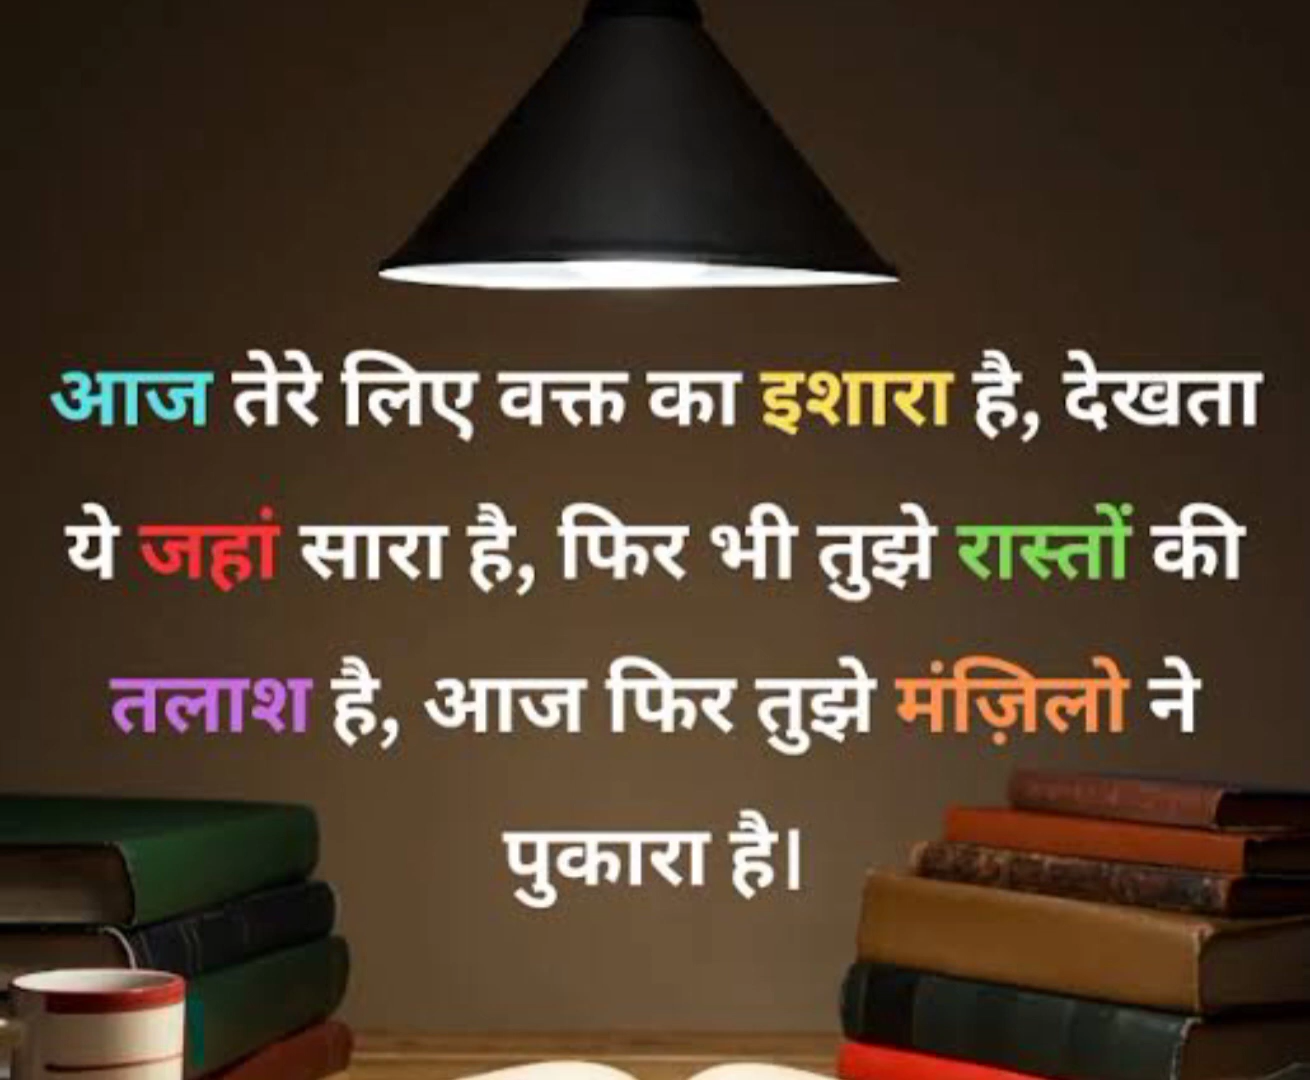 आज तेरे लिए वक्त का इशारा है, देखता
ये जहां सारा है, फिर भी तुझे रास्तों की
तलाश है, आज फिर तुझे मंज़िलो ने
पुकारा है।